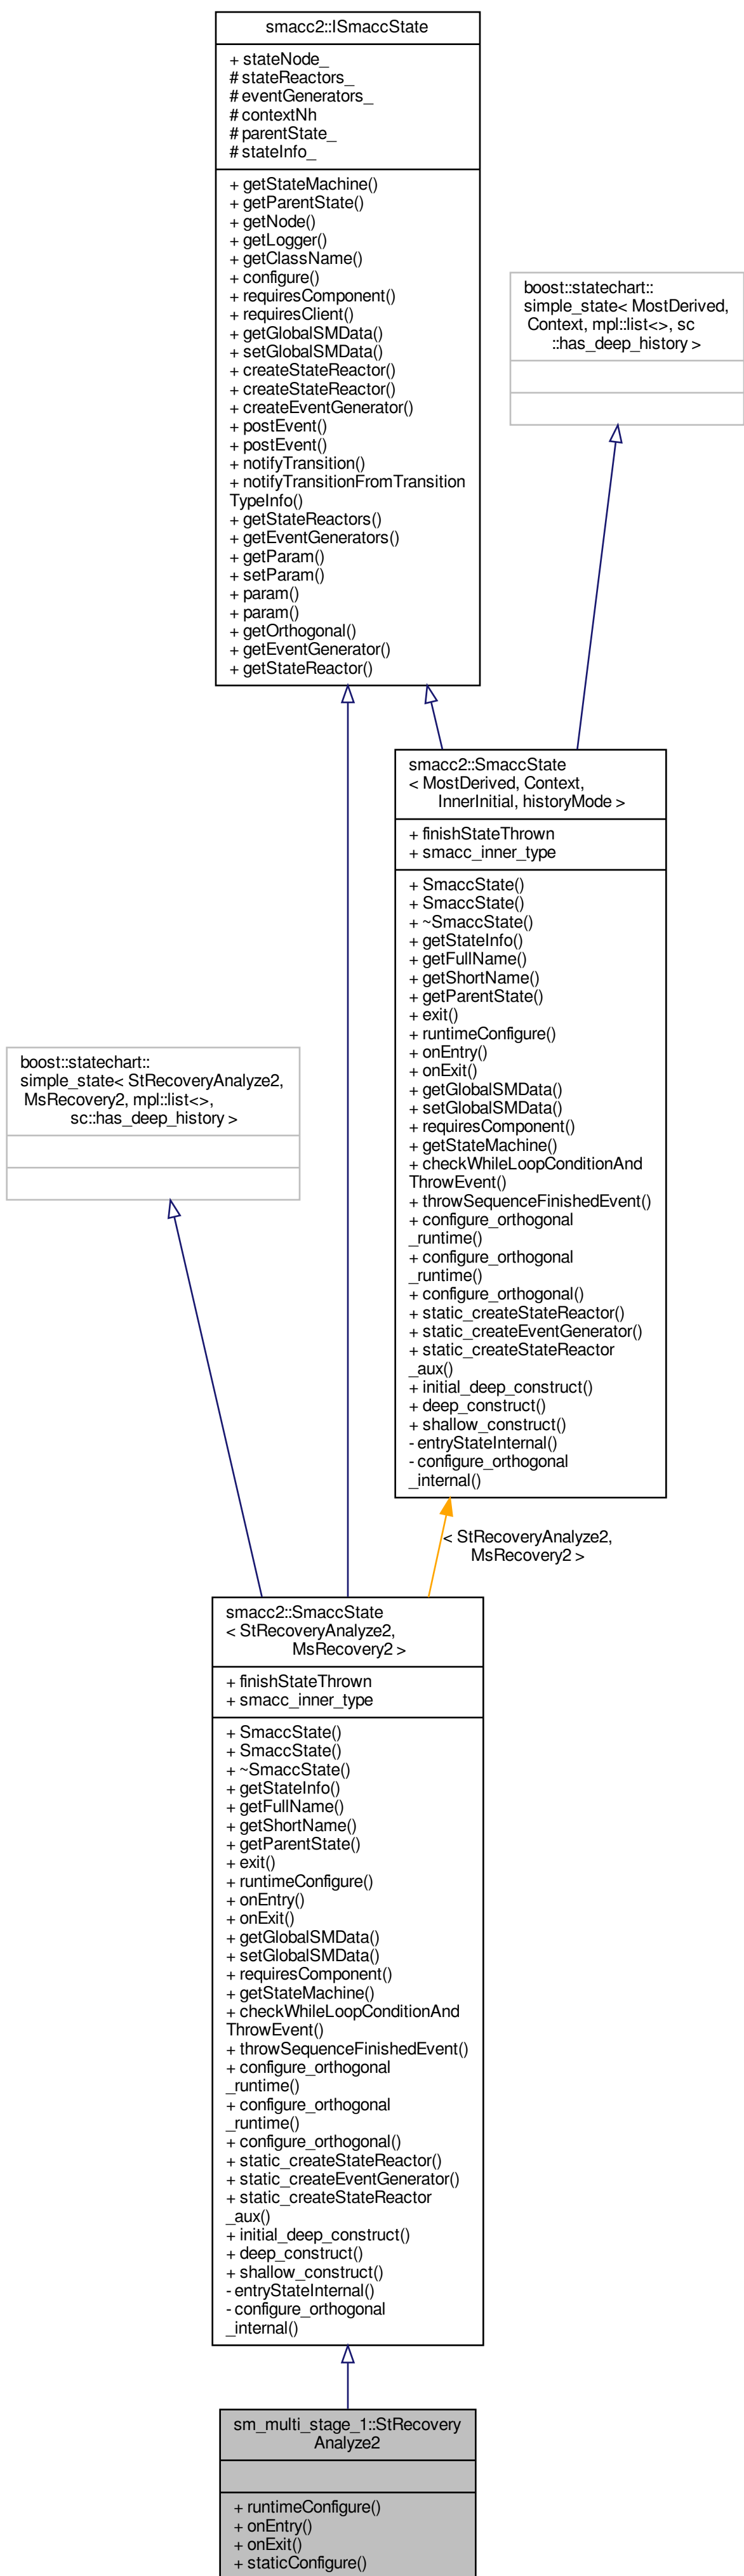 smacc2::ISmaccState
+ stateNode_
# stateReactors_
# eventGenerators_
# contextNh
# parentState_
# stateInfo_
+ getStateMachine()
+ getParentState()
+ getNode()
+ getLogger()
+ getClassName()
+ configure()
+ requiresComponent()
+ requiresClient()
+ getGlobalSMData()
+ setGlobalSMData()
+ createStateReactor()
+ createStateReactor()
+ createEventGenerator()
+ postEvent()
+ postEvent()
+ notifyTransition()
+ notifyTransitionFromTransition
TypeInfo()
+ getStateReactors()
+ getEventGenerators()
+ getParam()
+ setParam()
+ param()
+ param()
+ getOrthogonal()
+ getEventGenerator()
+ getStateReactor()
boost::statechart::
simple_state< MostDerived,
Context, mpl::list<>, sc
::has_deep_history >
smacc2::SmaccState
< MostDerived, Context,
InnerInitial, historyMode >
+ finishStateThrown
+ smacc_inner_type
+ SmaccState()
+ SmaccState()
+ ~SmaccState()
+ getStateInfo()
+ getFullName()
+ getShortName()
+ getParentState()
+ exit()
+ runtimeConfigure()
+ onEntry()
+ onExit()
+ getGlobalSMData()
+ setGlobalSMData()
+ requiresComponent()
+ getStateMachine()
+ checkWhileLoopConditionAnd
ThrowEvent()
+ throwSequenceFinishedEvent()
+ configure_orthogonal
_runtime()
+ configure_orthogonal
_runtime()
+ configure_orthogonal()
+ static_createStateReactor()
+ static_createEventGenerator()
+ static_createStateReactor
_aux()
+ initial_deep_construct()
+ deep_construct()
+ shallow_construct()
- entryStateInternal()
- configure_orthogonal
_internal()
boost::statechart::
simple_state< StRecoveryAnalyze2,
MsRecovery2, mpl::list<>,
sc::has_deep_history >
< StRecoveryAnalyze2,
MsRecovery2 >
smacc2::SmaccState
< StRecoveryAnalyze2,
MsRecovery2 >
+ finishStateThrown
+ smacc_inner_type
+ SmaccState()
+ SmaccState()
+ ~SmaccState()
+ getStateInfo()
+ getFullName()
+ getShortName()
+ getParentState()
+ exit()
+ runtimeConfigure()
+ onEntry()
+ onExit()
+ getGlobalSMData()
+ setGlobalSMData()
+ requiresComponent()
+ getStateMachine()
+ checkWhileLoopConditionAnd
ThrowEvent()
+ throwSequenceFinishedEvent()
+ configure_orthogonal
_runtime()
+ configure_orthogonal
_runtime()
+ configure_orthogonal()
+ static_createStateReactor()
+ static_createEventGenerator()
+ static_createStateReactor
_aux()
+ initial_deep_construct()
+ deep_construct()
+ shallow_construct()
- entryStateInternal()
- configure_orthogonal
_internal()
sm_multi_stage_1::StRecovery
Analyze2
+ runtimeConfigure()
+ onEntry()
+ onExit()
+ staticConfigure()